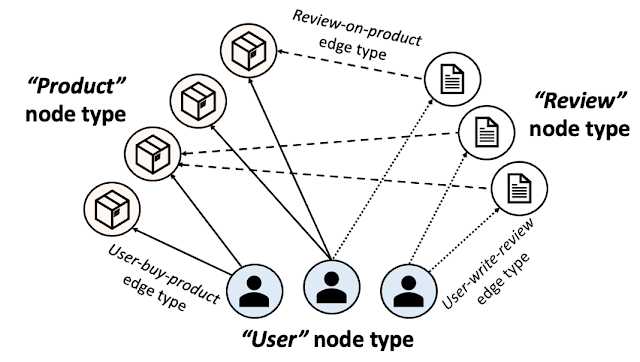 Review-on-product
edge type
“Product”
node type
“Review”
node type
User-buy-product
edge type
User-write-review
edge type
“User” node type